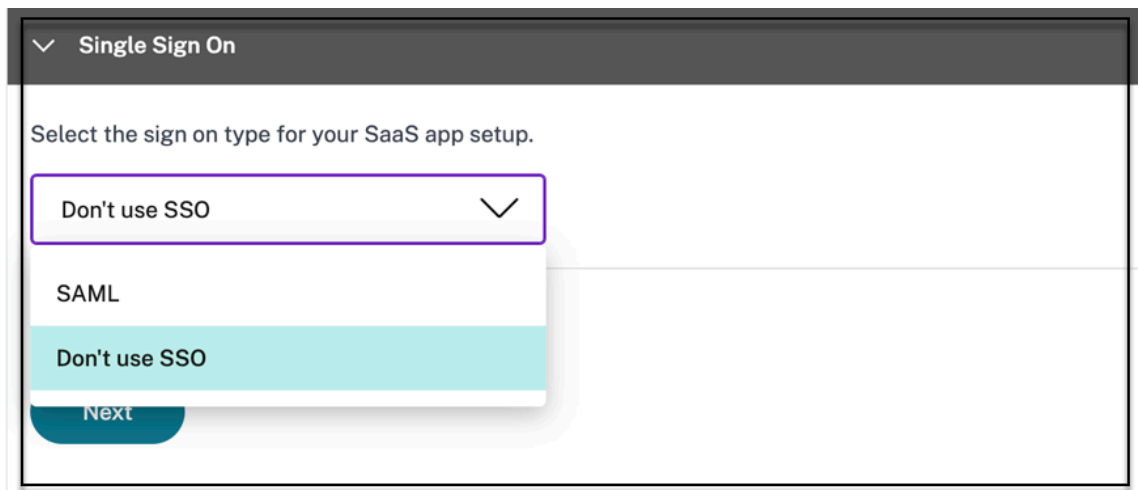 Single Sign On
Select the sign on type for your SaaS app setup.
Don't use SSO
SAML
Don't use SSO
Next